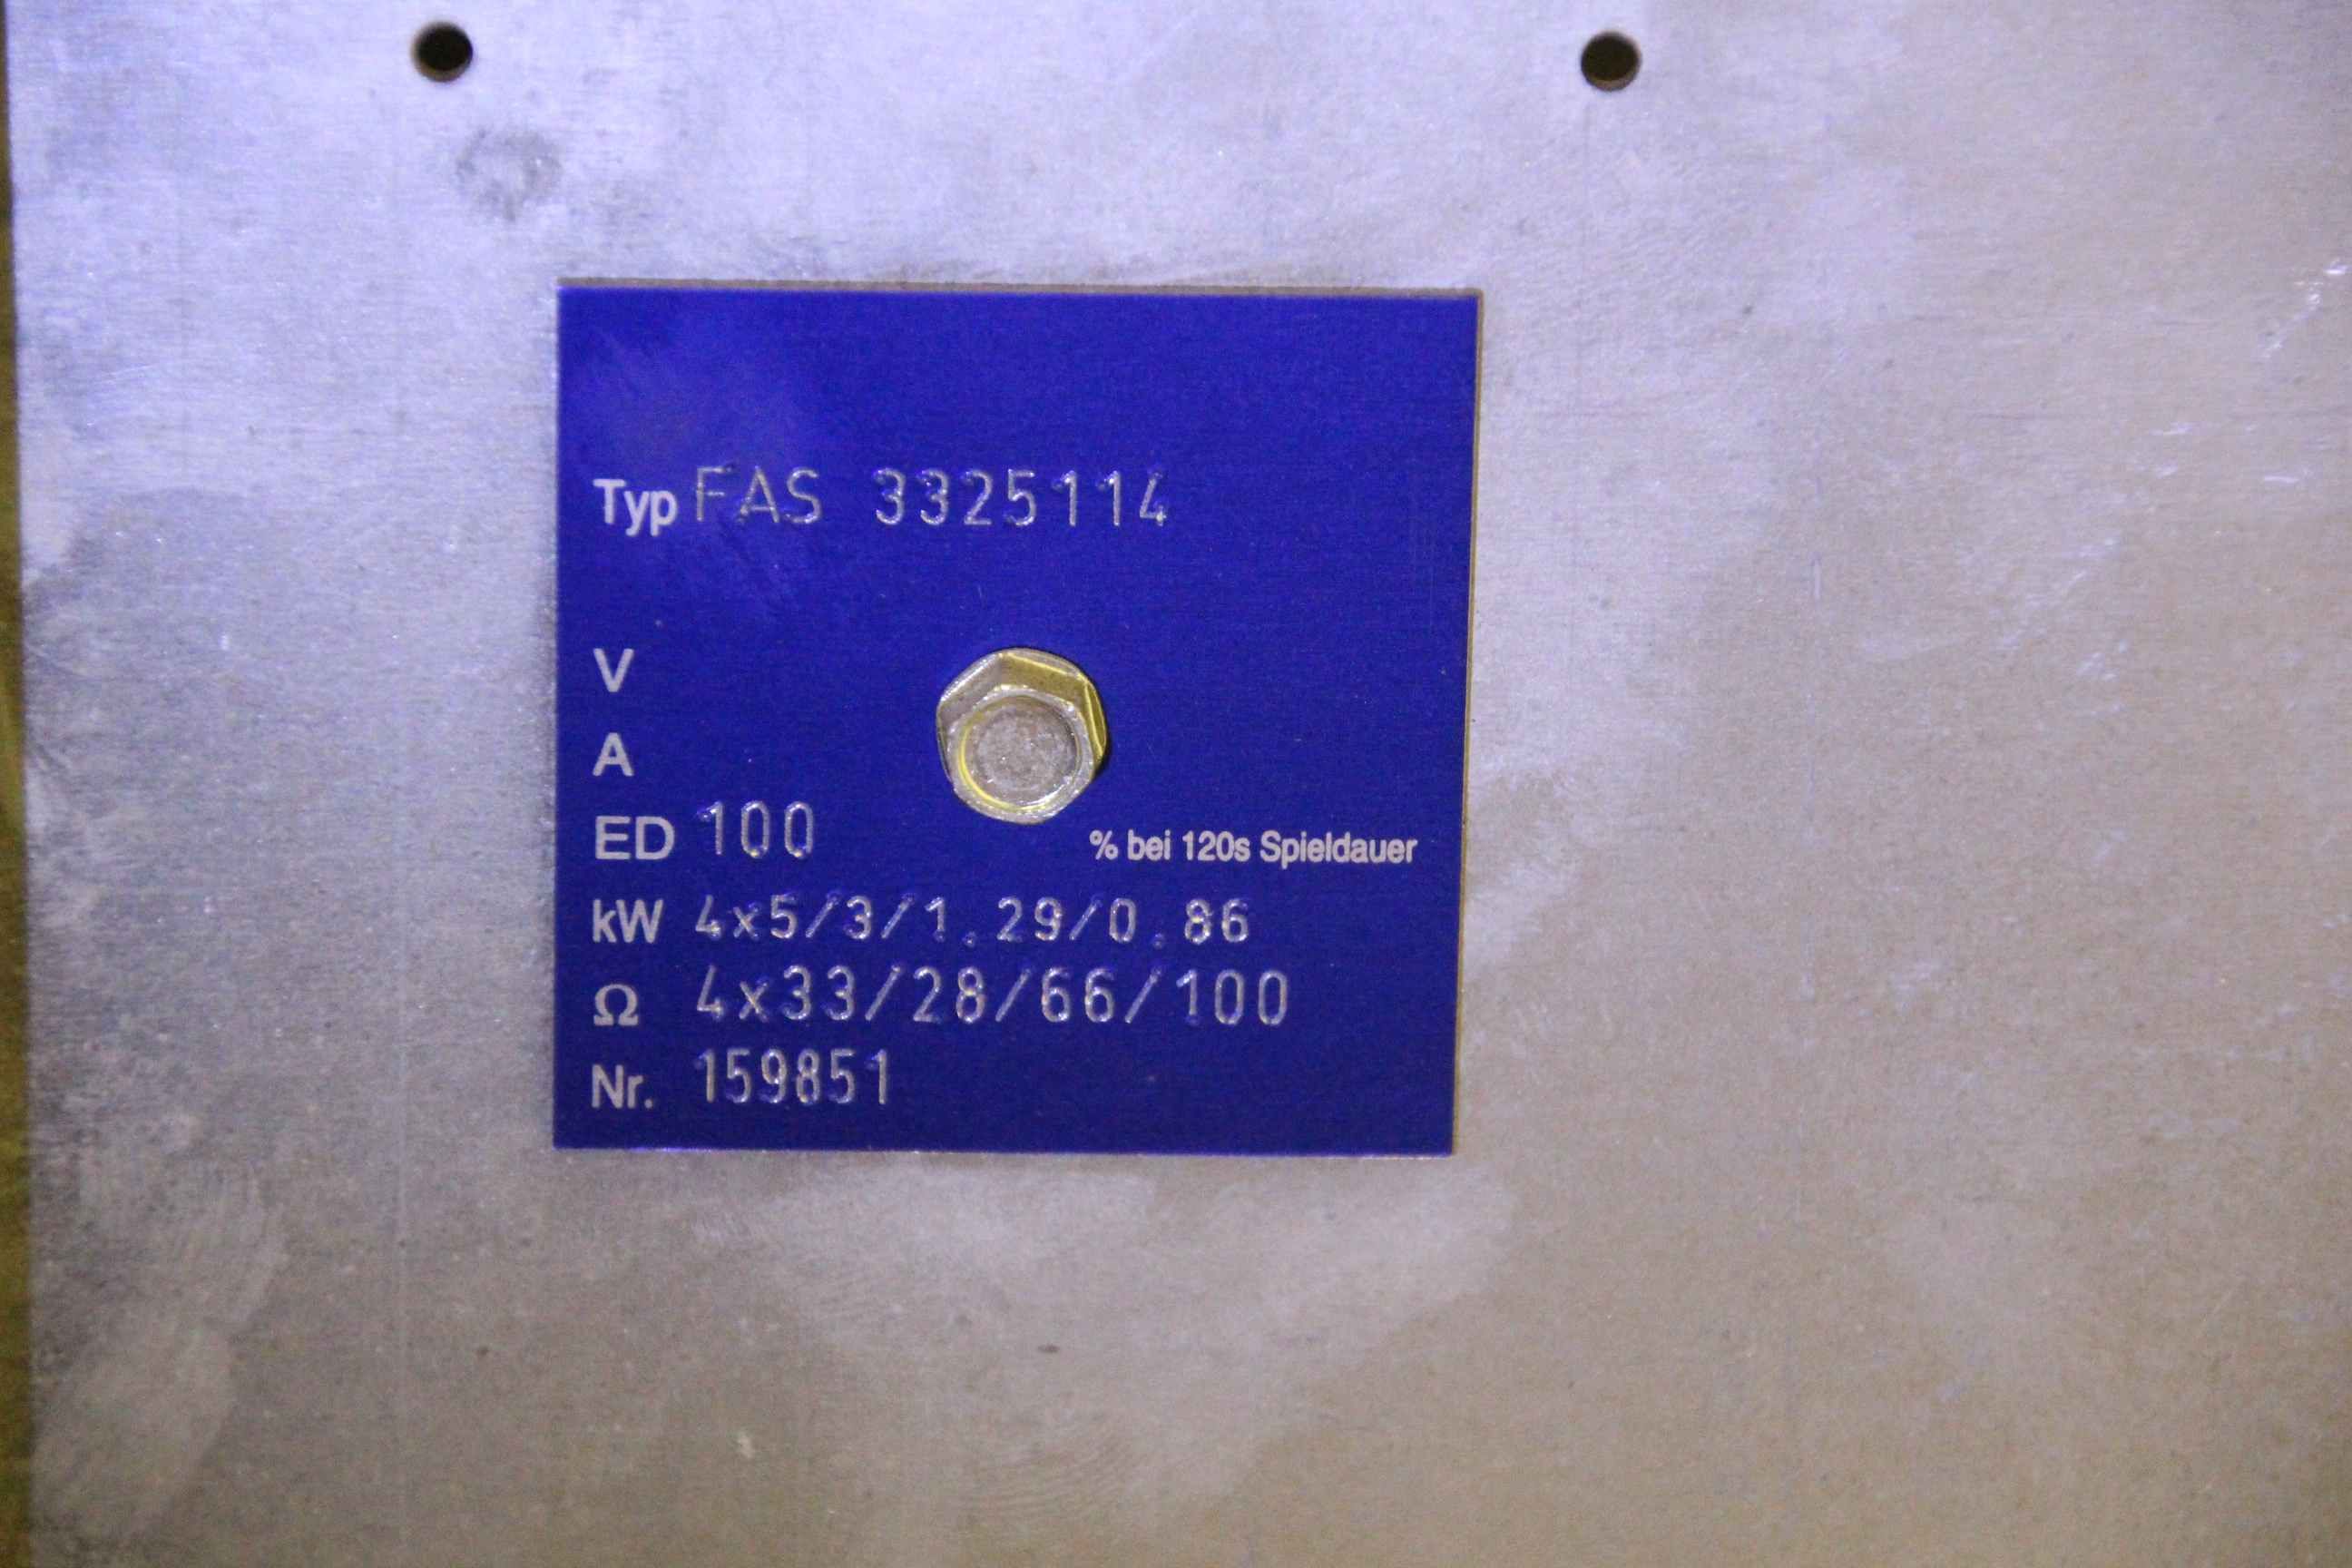 Typ FAS 3325114
V
A
ED 100 % bei 120s Spieldauer
kW 4x5/3/1.29/0.86
Ω 4x33/28/66/100
Nr. 159851